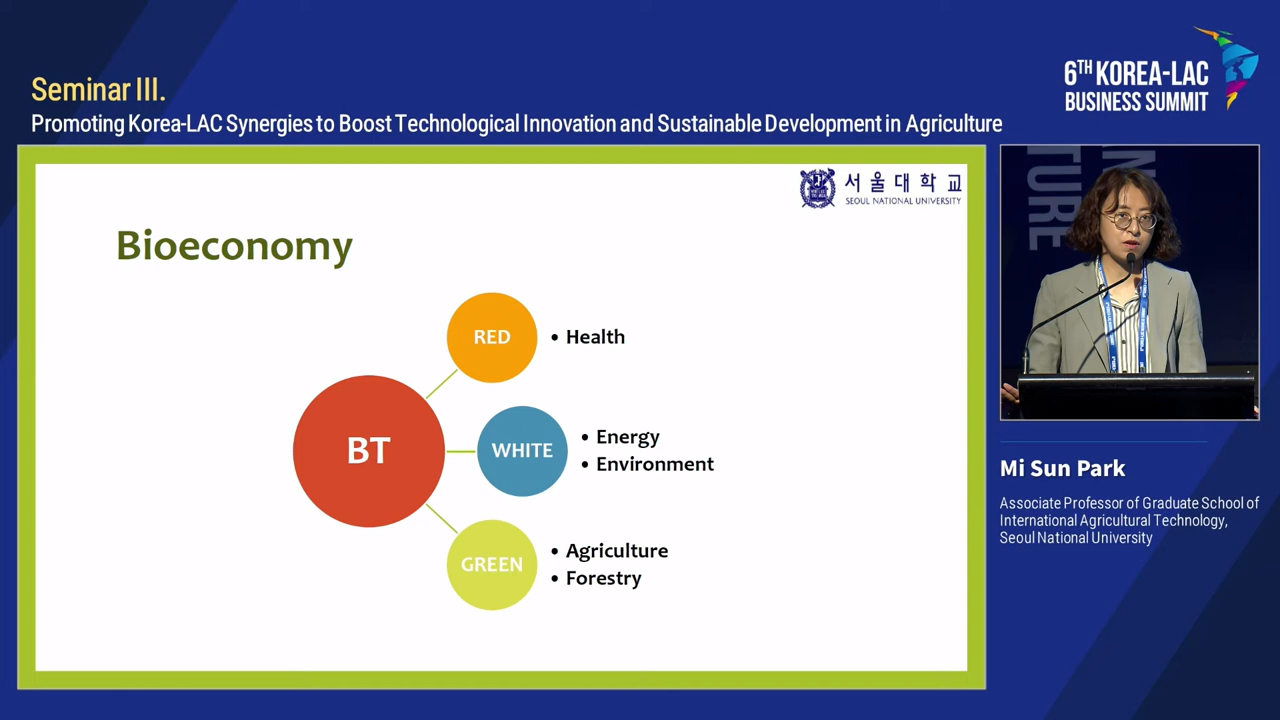 Seminar III.
Promoting Korea-LAC Synergies to Boost Technological Innovation and Sustainable Development in Agriculture
6TH KOREA-LAC
BUSINESS SUMMIT
서울대학교
SEOUL NATIONAL UNIVERSITY
Bioeconomy
RED
• Health
BT
WHITE
• Energy
• Environment
GREEN
• Agriculture
• Forestry
TURE
Mi Sun Park
Associate Professor of Graduate School of
International Agricultural Technology,
Seoul National University